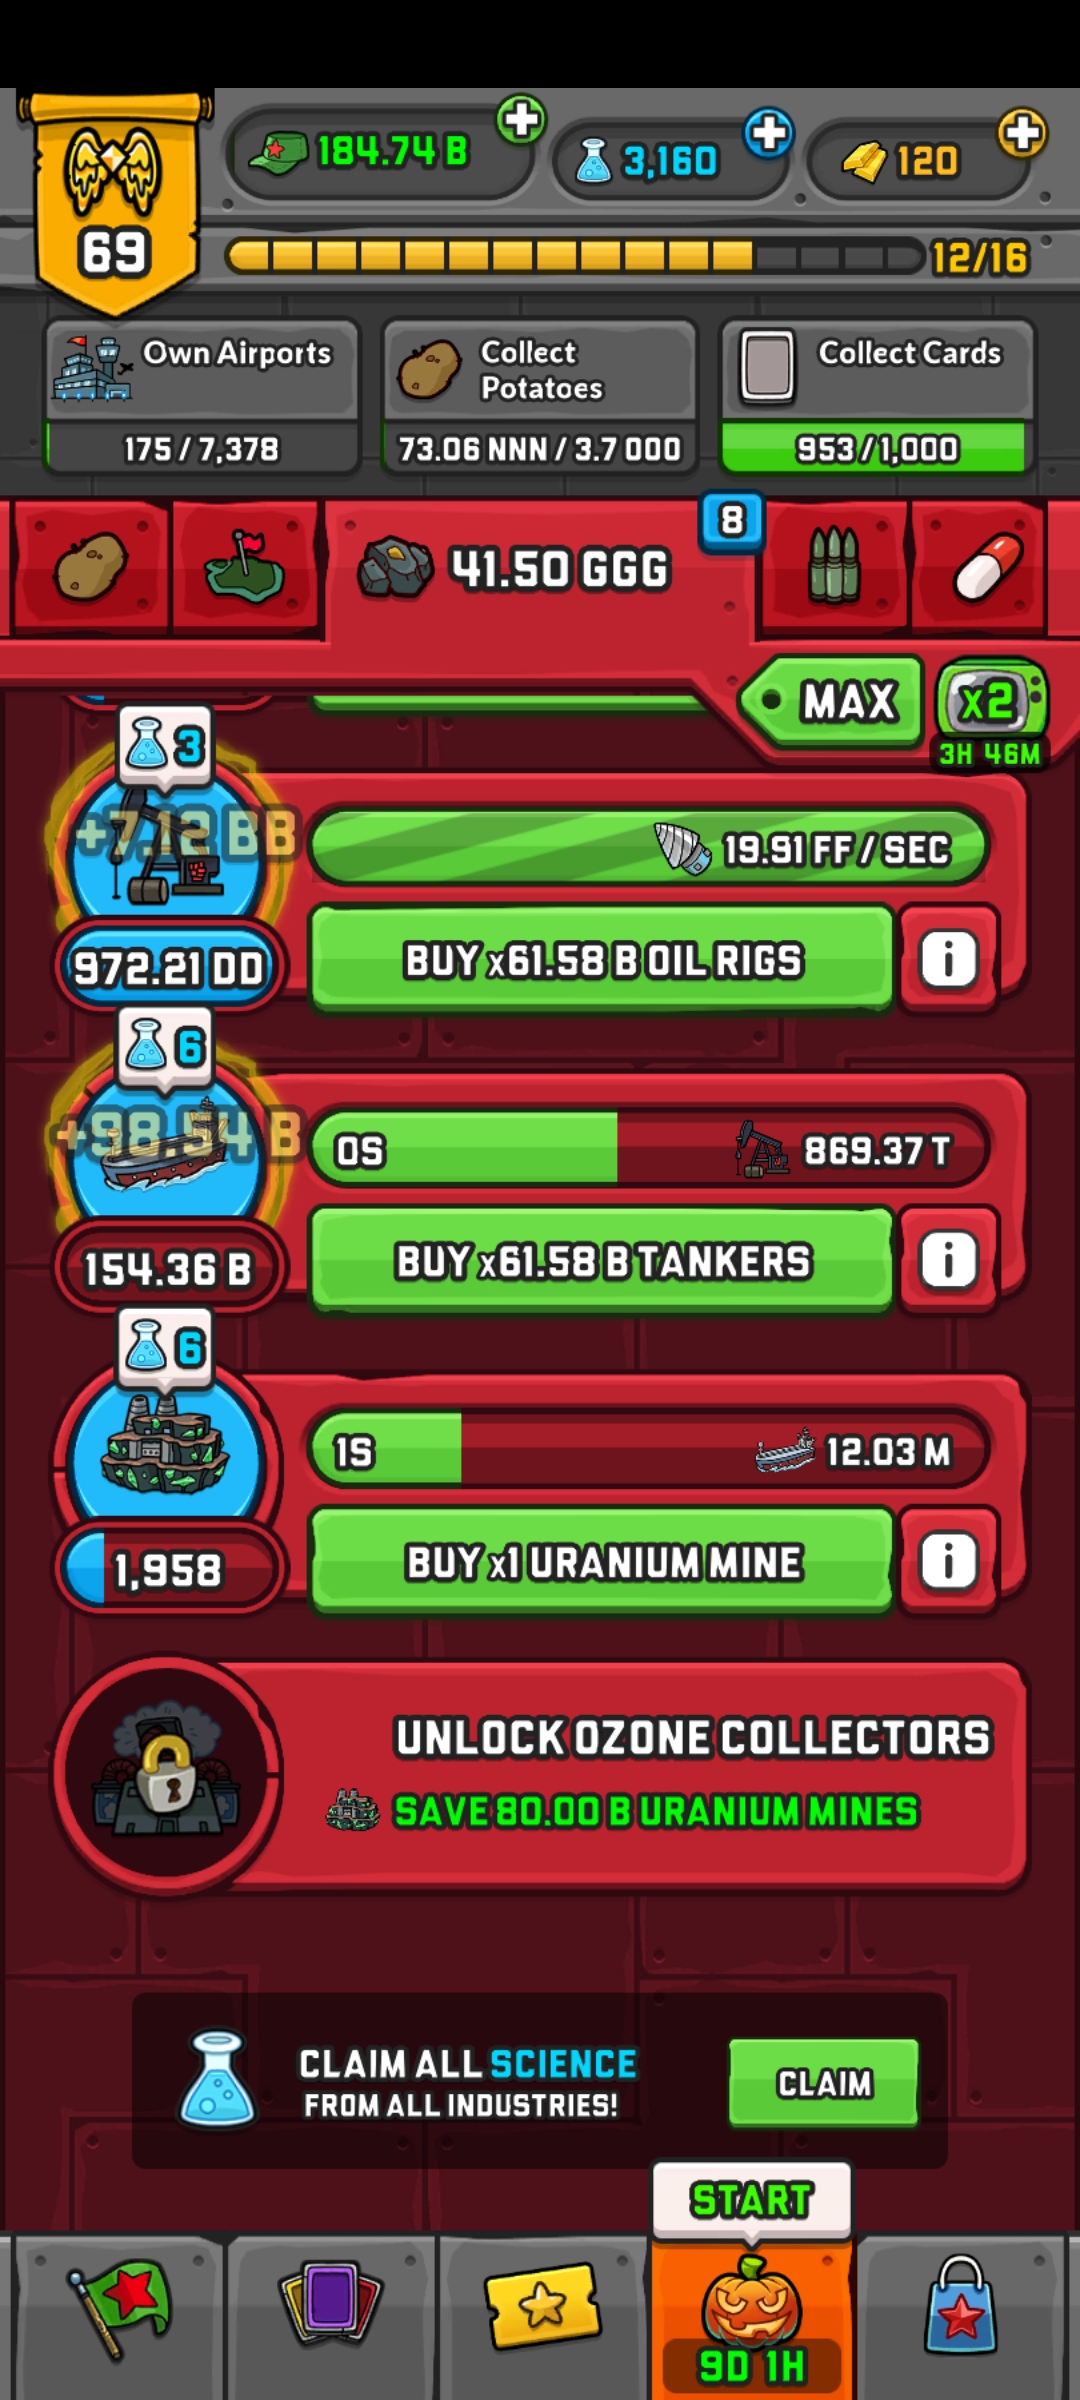 69
184.74 B
3,160
120
12/16
Own Airports
175 / 7,378
Collect
Potatoes
73.06 NNN / 3.7 OOO
Collect Cards
953/1,000
41.50 GGG
8
MAX
x2
3H 46M
3
+7.12 BB
19.91 FF / SEC
972.21 DD
BUY x61.58 B OIL RIGS
i
6
+98.54 B
0S
869.37 T
154.36 B
BUY x61.58 B TANKERS
i
6
1S
12.03 M
1,958
BUY x1 URANIUM MINE
i
UNLOCK OZONE COLLECTORS
SAVE 80.00 B URANIUM MINES
CLAIM ALL SCIENCE
FROM ALL INDUSTRIES!
CLAIM
START
9D 1H